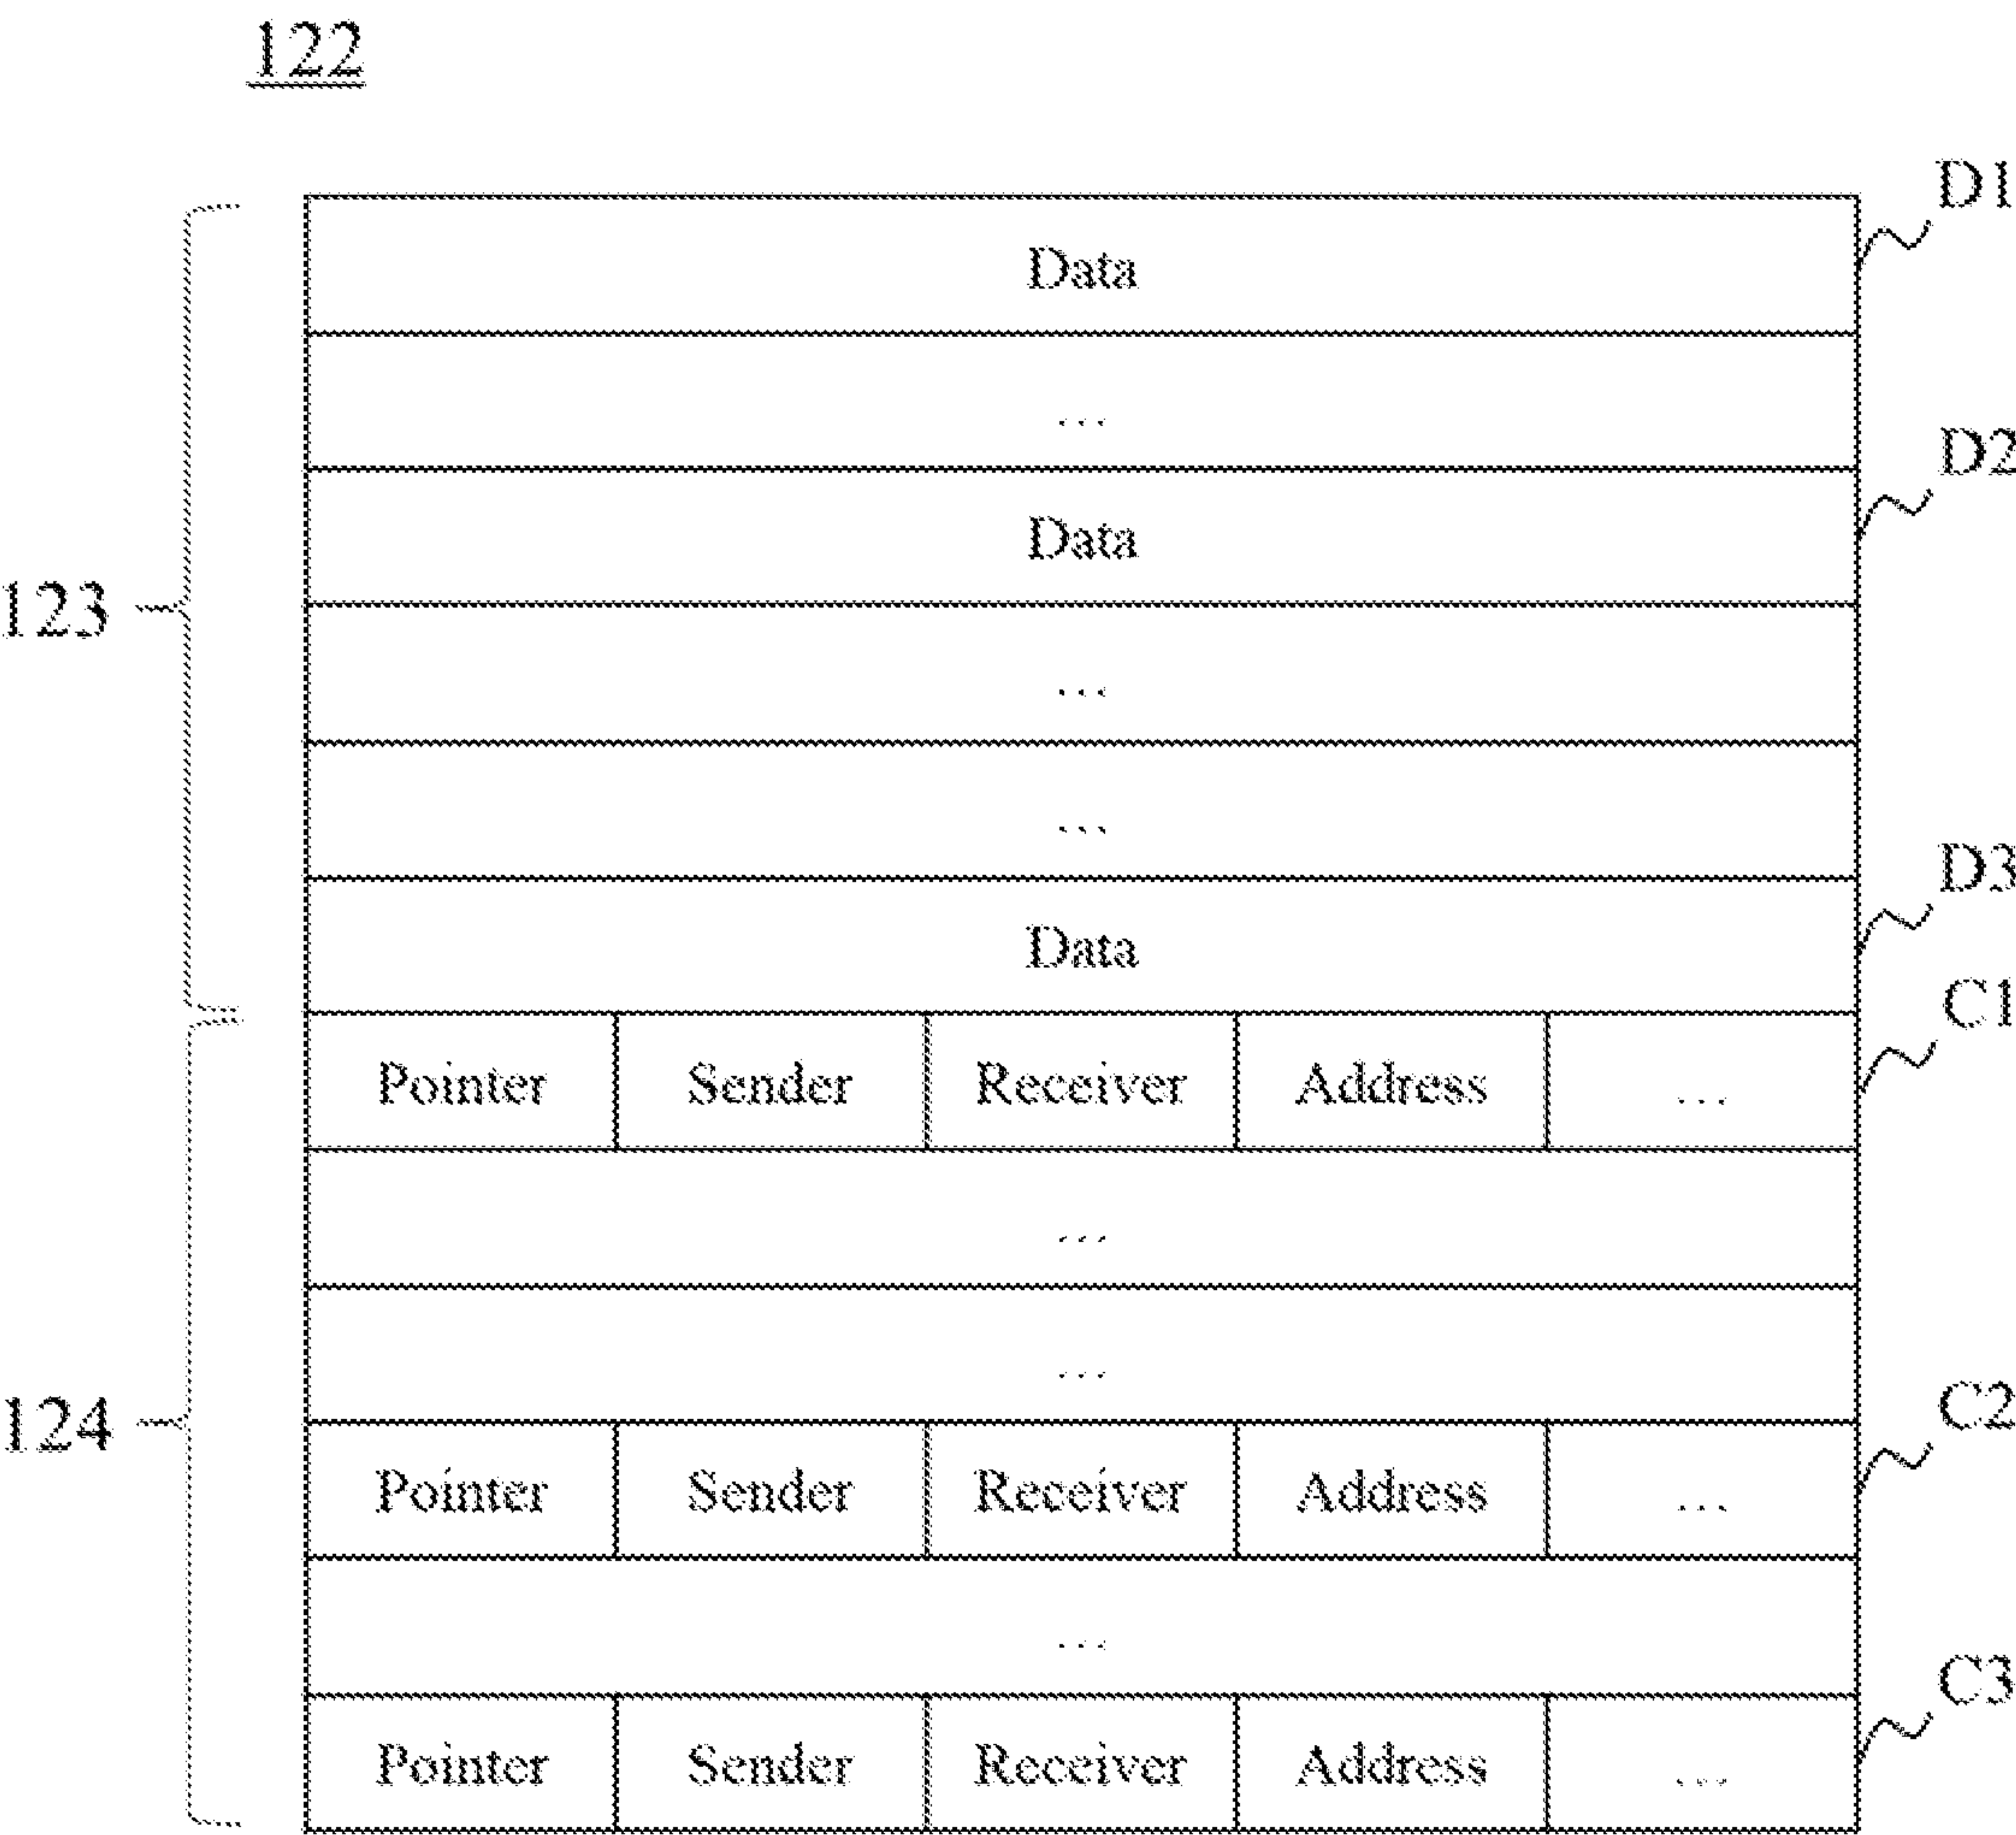 122
D1
Data
...
D2
Data
123
...
...
D3
Data
C1
Pointer Sender Receiver Address ...
...
...
124
C2
Pointer Sender Receiver Address ...
...
C3
Pointer Sender Receiver Address ...